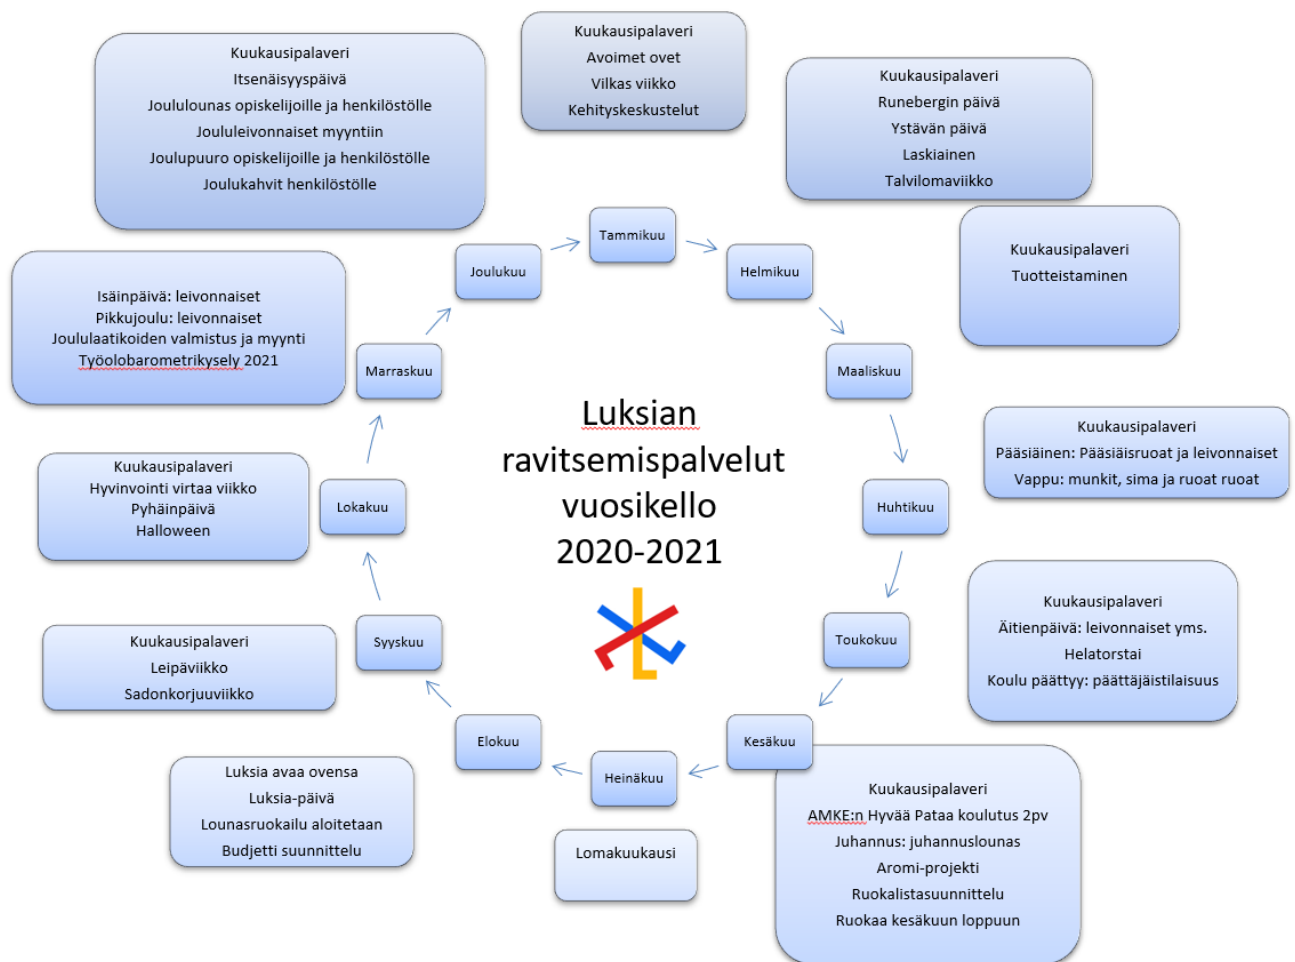 Kuukausipalaveri
Avoimet ovet
Vilkas viikko
Kehityskeskustelut
Kuukausipalaveri
Itsenäisyyspäivä
Joululounas opiskelijoille ja henkilöstölle
Joululeivonnaiset myyntiin
Joulupuuro opiskelijoille ja henkilöstölle
Joulukahvit henkilöstölle
Kuukausipalaveri
Runebergin päivä
Ystävän päivä
Laskiainen
Talvilomaviikko
Tammikuu
Joulukuu
Helmikuu
Kuukausipalaveri
Tuotteistaminen
Isäinpäivä: leivonnaiset
Pikkujoulu: leivonnaiset
Joululaatikoiden valmistus ja myynti
Työolobarometrikysely 2021
Marraskuu
Maaliskuu
Luksian
ravitsemispalvelut
vuosikello
2020-2021
Kuukausipalaveri
Pääsiäinen: Pääsiäisruoat ja leivonnaiset
Vappu: munkit, sima ja ruoat ruoat
Kuukausipalaveri
Hyvinvointi virtaa viikko
Pyhäinpäivä
Halloween
Lokakuu
Huhtikuu
Kuukausipalaveri
Äitienpäivä: leivonnaiset yms.
Helatorstai
Koulu päättyy: päättäjäistilaisuus
Toukokuu
Syyskuu
Kuukausipalaveri
Leipäviikko
Sadonkorjuuviikko
Kesäkuu
Elokuu
Heinäkuu
Luksia avaa ovensa
Luksia-päivä
Lounasruokailu aloitetaan
Budjetti suunnittelu
Lomakuukausi
Kuukausipalaveri
AMKE:n Hyvää Pataa koulutus 2pv
Juhannus: juhannuslounas
Aromi-projekti
Ruokalistasuunnittelu
Ruokaa kesäkuun loppuun